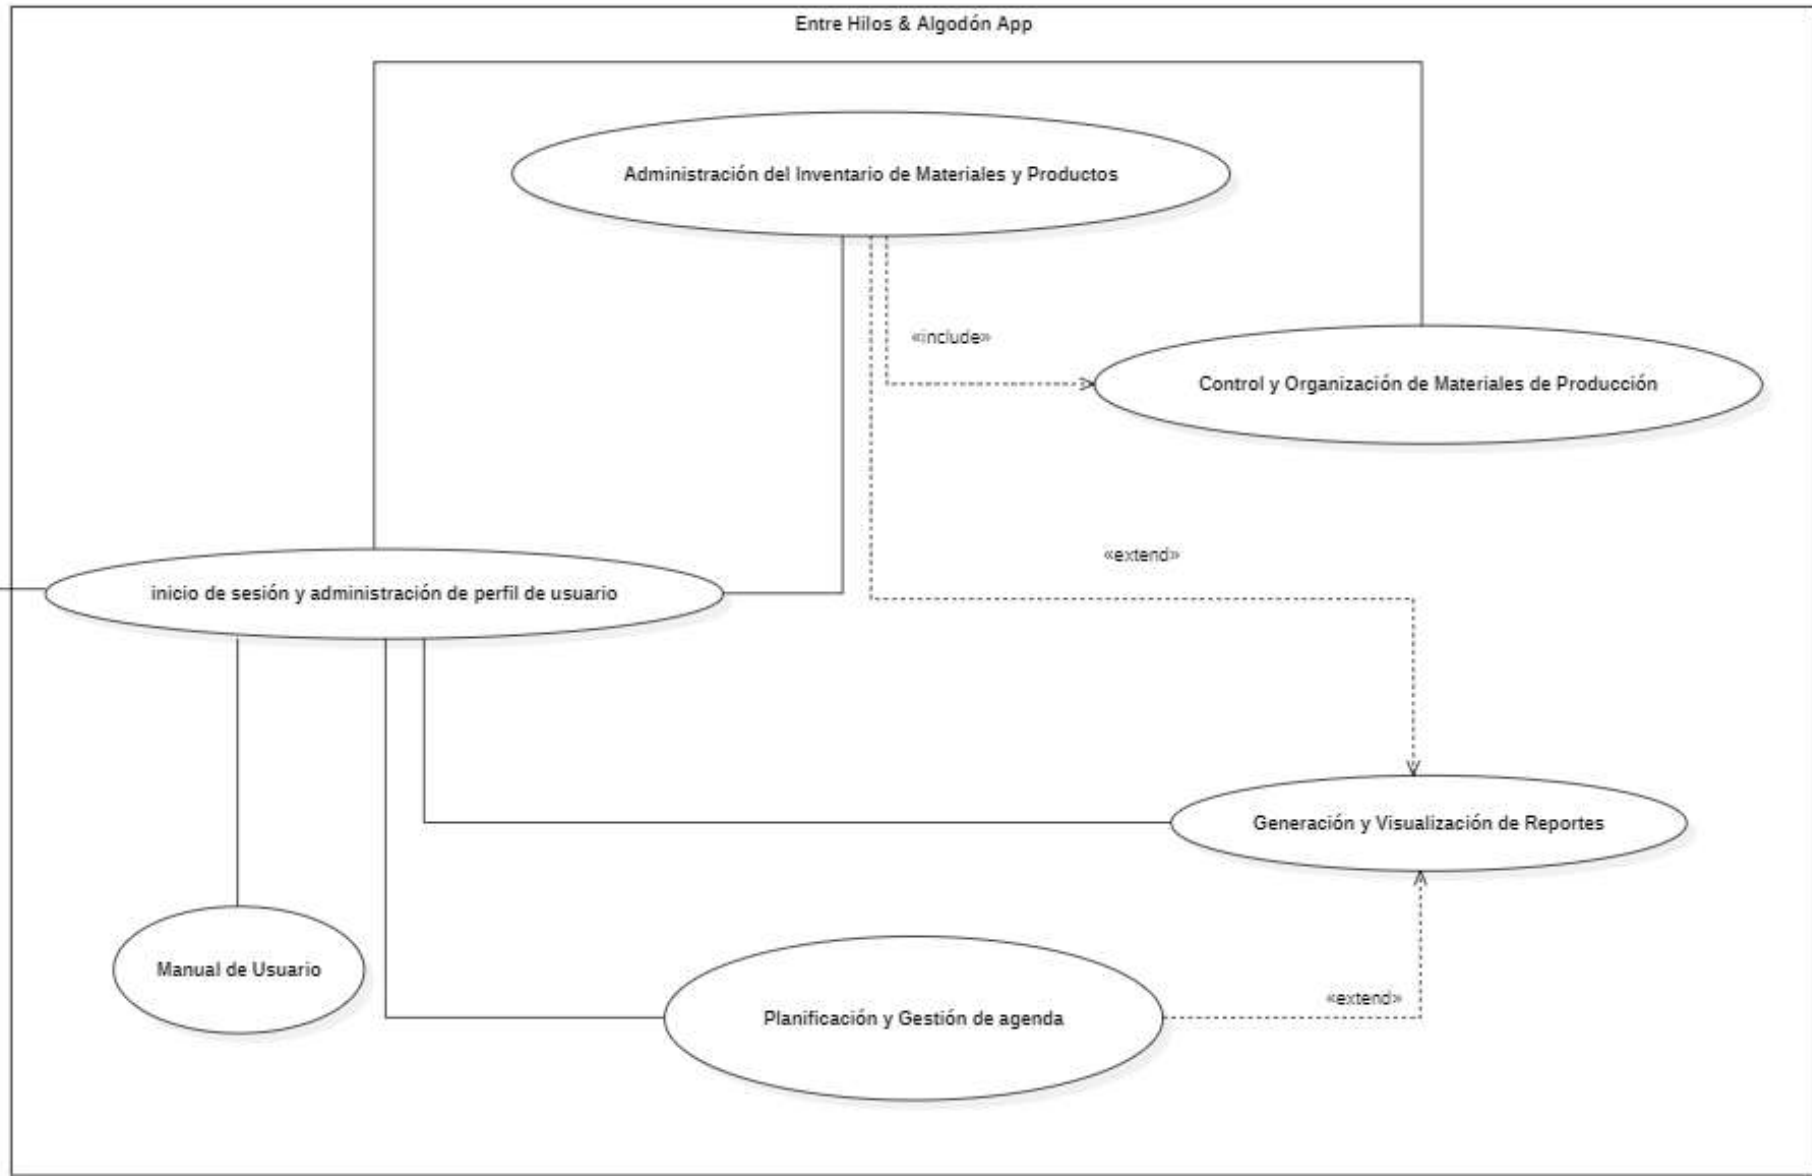 Entre Hilos & Algodón App
Administración del Inventario de Materiales y Productos
«include»
Control y Organización de Materiales de Producción
«extend»
inicio de sesión y administración de perfil de usuario
Generación y Visualización de Reportes
Manual de Usuario
«extend»
Planificación y Gestión de agenda